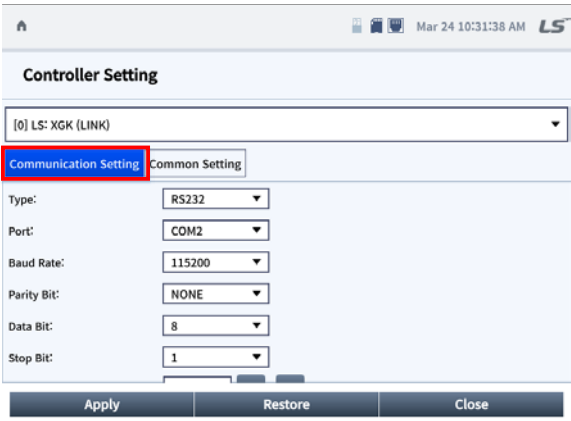 Mar 24 10:31:38 AM LS
Controller Setting
[0] LS: XGK (LINK)
Communication Setting Common Setting
Type: RS232
Port: COM2
Baud Rate: 115200
Parity Bit: NONE
Data Bit: 8
Stop Bit: 1
Apply Restore Close